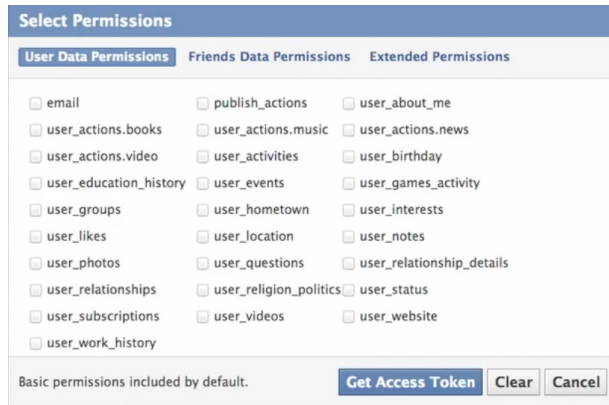 Select Permissions
User Data Permissions Friends Data Permissions Extended Permissions
email publish_actions user_about_me
user_actions.books user_actions.music user_actions.news
user_actions.video user_activities user_birthday
user_education_history user_events user_games_activity
user_groups user_hometown user_interests
user_likes user_location user_notes
user_photos user_questions user_relationship_details
user_relationships user_religion_politics user_status
user_subscriptions user_videos user_website
user_work_history
Basic permissions included by default. Get Access Token Clear Cancel